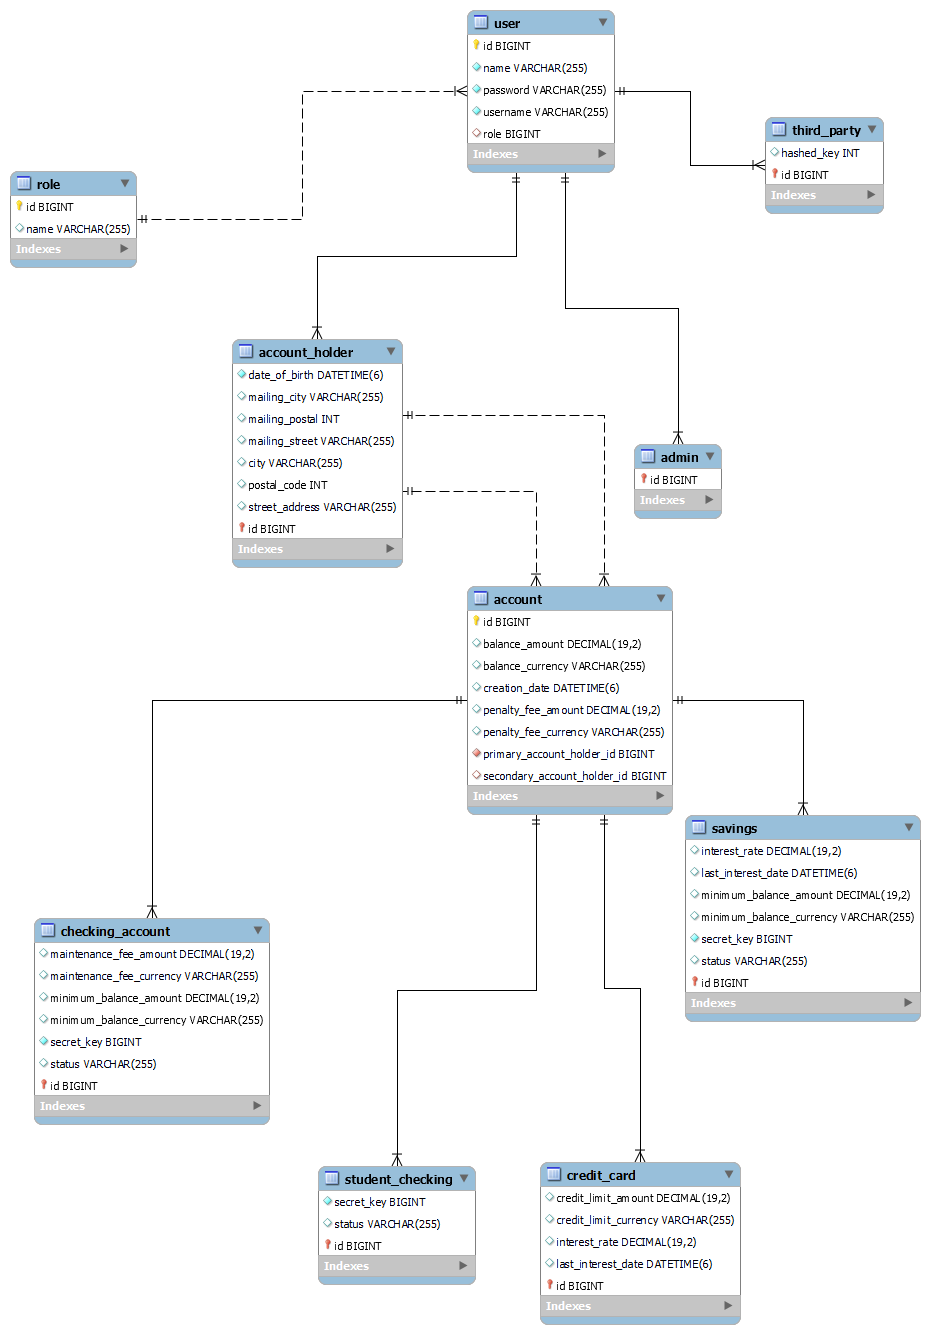 user
id BIGINT
name VARCHAR(255)
password VARCHAR(255)
username VARCHAR(255)
role BIGINT
Indexes
third_party
hashed_key INT
id BIGINT
Indexes
role
id BIGINT
name VARCHAR(255)
Indexes
account_holder
date_of_birth DATETIME(6)
mailing_city VARCHAR(255)
mailing_postal INT
mailing_street VARCHAR(255)
city VARCHAR(255)
postal_code INT
street_address VARCHAR(255)
id BIGINT
Indexes
admin
id BIGINT
Indexes
account
id BIGINT
balance_amount DECIMAL(19,2)
balance_currency VARCHAR(255)
creation_date DATETIME(6)
penalty_fee_amount DECIMAL(19,2)
penalty_fee_currency VARCHAR(255)
primary_account_holder_id BIGINT
secondary_account_holder_id BIGINT
Indexes
savings
interest_rate DECIMAL(19,2)
last_interest_date DATETIME(6)
minimum_balance_amount DECIMAL(19,2)
minimum_balance_currency VARCHAR(255)
secret_key BIGINT
status VARCHAR(255)
id BIGINT
Indexes
checking_account
maintenance_fee_amount DECIMAL(19,2)
maintenance_fee_currency VARCHAR(255)
minimum_balance_amount DECIMAL(19,2)
minimum_balance_currency VARCHAR(255)
secret_key BIGINT
status VARCHAR(255)
id BIGINT
Indexes
student_checking
secret_key BIGINT
status VARCHAR(255)
id BIGINT
Indexes
credit_card
credit_limit_amount DECIMAL(19,2)
credit_limit_currency VARCHAR(255)
interest_rate DECIMAL(19,2)
last_interest_date DATETIME(6)
id BIGINT
Indexes